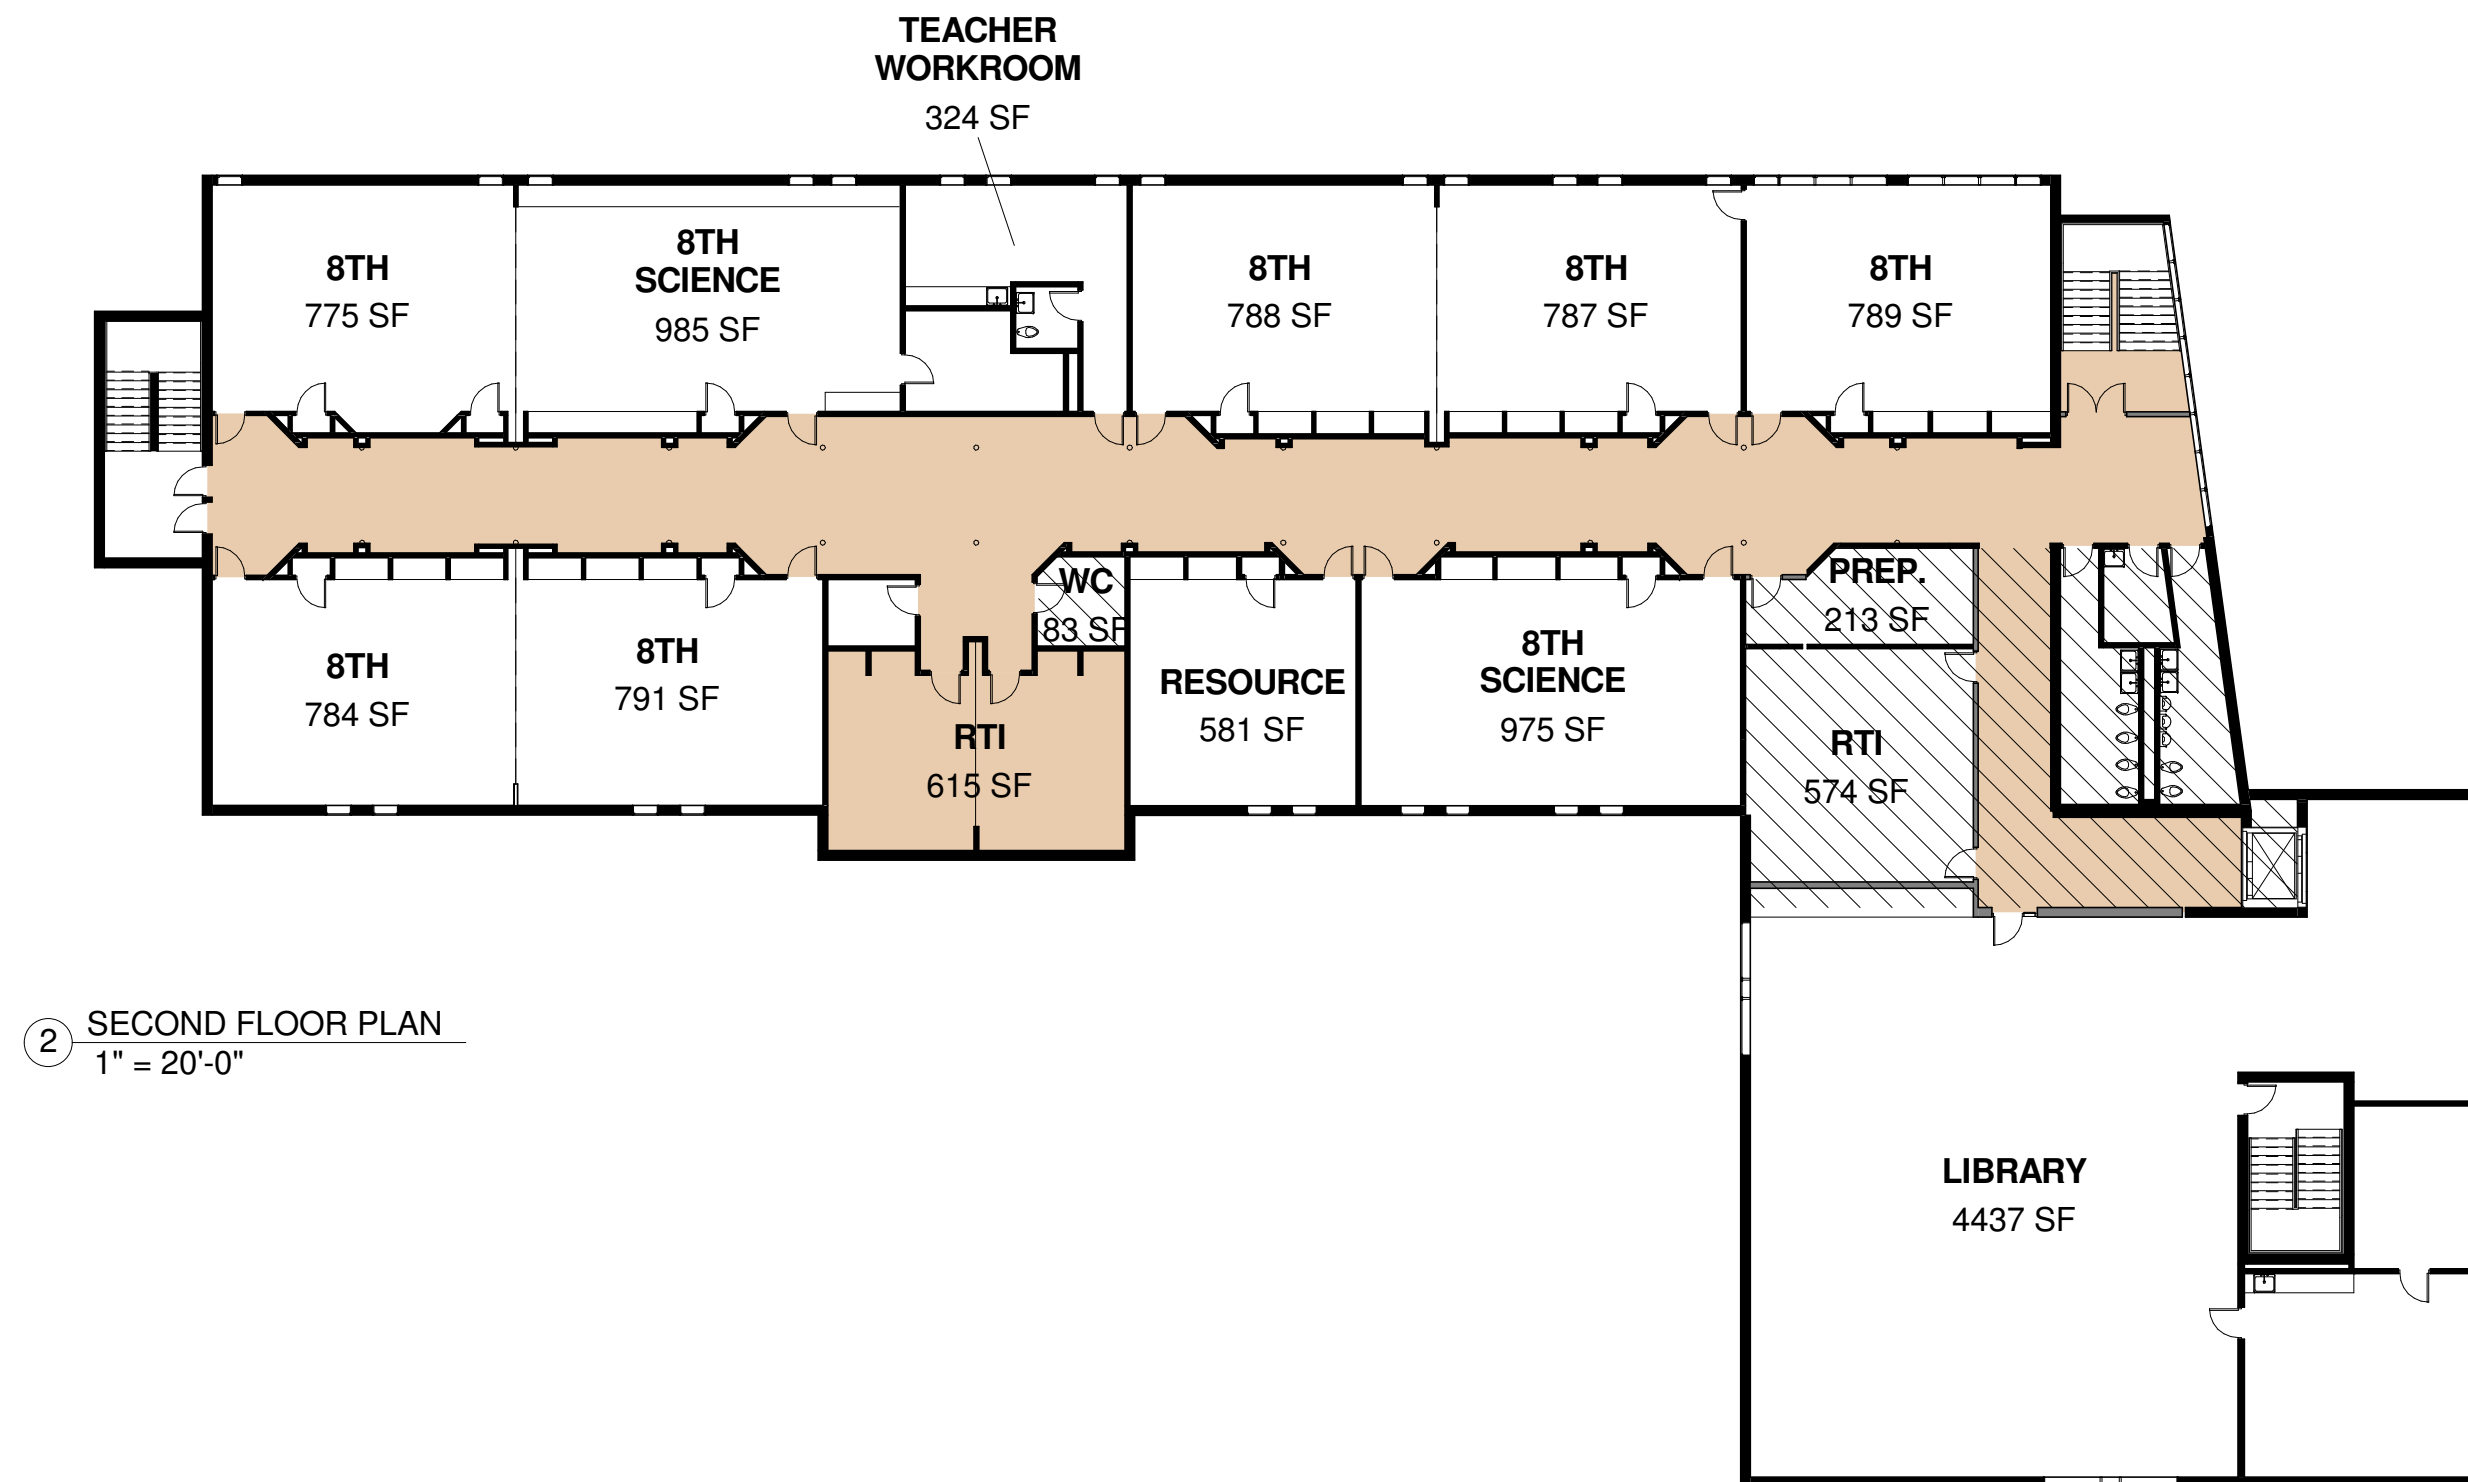 TEACHER
WORKROOM
324 SF
8TH
775 SF
8TH
SCIENCE
985 SF
8TH
788 SF
8TH
787 SF
8TH
789 SF
8TH
784 SF
8TH
791 SF
RTI
615 SF
WC
83 SF
RESOURCE
581 SF
8TH
SCIENCE
975 SF
PREP.
213 SF
RTI
574 SF
2
SECOND FLOOR PLAN
1" = 20'-0"
LIBRARY
4437 SF